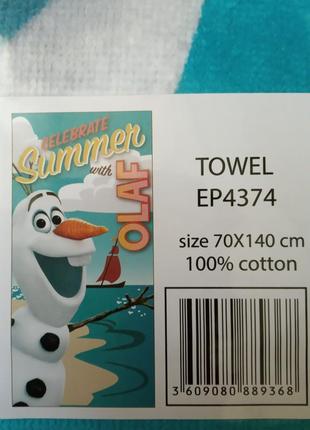 CELEBRATE
Summer
with
OLAF
TOWEL
EP4374
size 70X140 cm
100% cotton
3 609080 889368